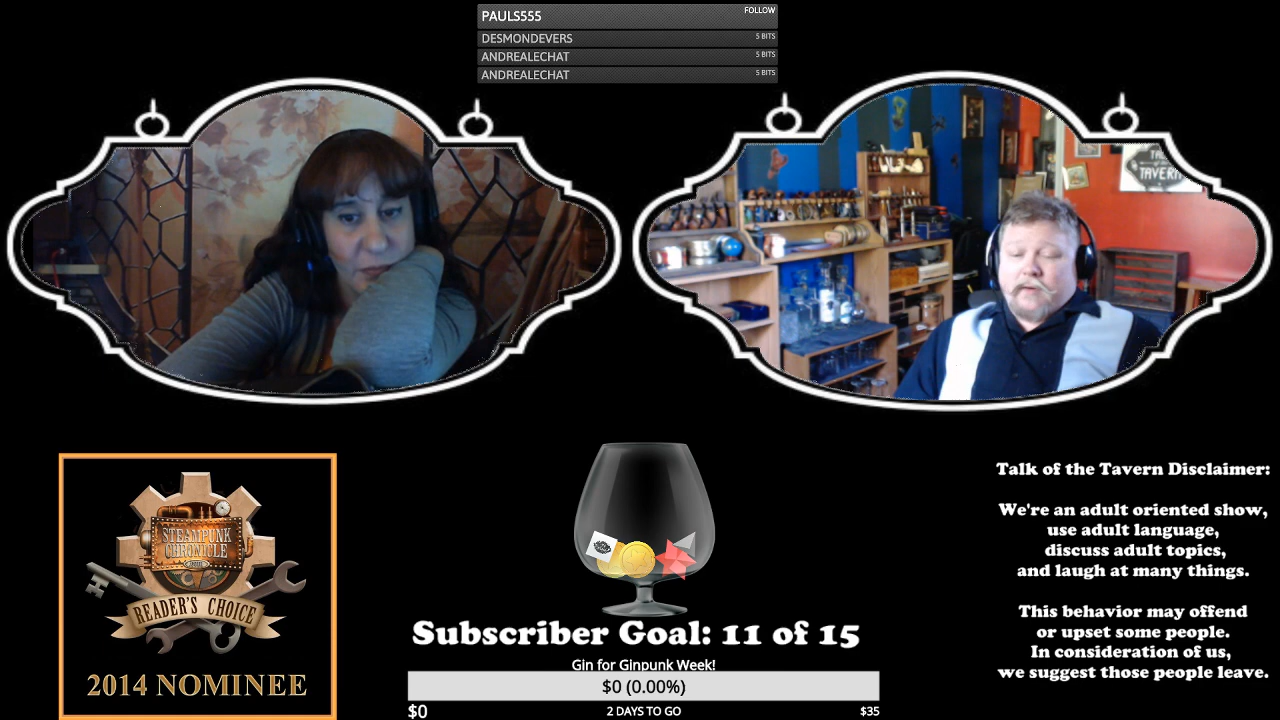 PAULS555 FOLLOW
DESMONDEVERS 5 BITS
ANDREALECHAT 5 BITS
ANDREALECHAT 5 BITS
TAVERN
STEAMPUNK
CHRONICLE
READER'S CHOICE
2014 NOMINEE
Subscriber Goal: 11 of 15
Gin for Ginpunk Week!
$0 (0.00%)
$0 2 DAYS TO GO $35
Talk of the Tavern Disclaimer:
We're an adult oriented show,
use adult language,
discuss adult topics,
and laugh at many things.
This behavior may offend
or upset some people.
In consideration of us,
we suggest those people leave.